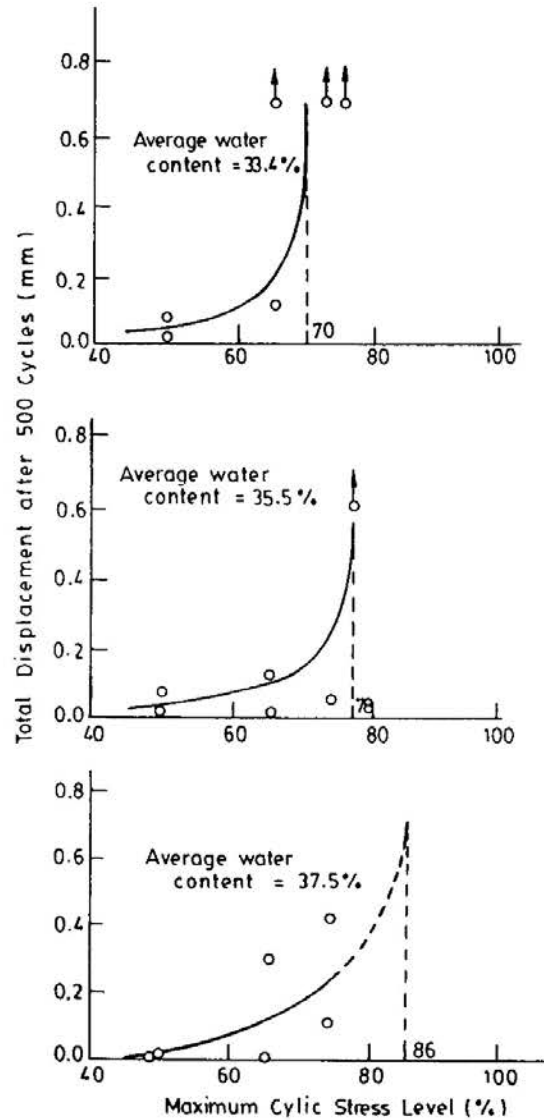 Total Displacement after 500 Cycles (mm)
0.8
0.6
0.4
0.2
0.0
Average water
content = 33.4%
70
40 60 80 100
0.8
0.6
0.4
0.2
0.0
Average water
content = 35.5%
78
40 60 80 100
0.8
0.6
0.4
0.2
0.0
Average water
content = 37.5%
86
40 60 80 100
Maximum Cylic Stress Level (%)